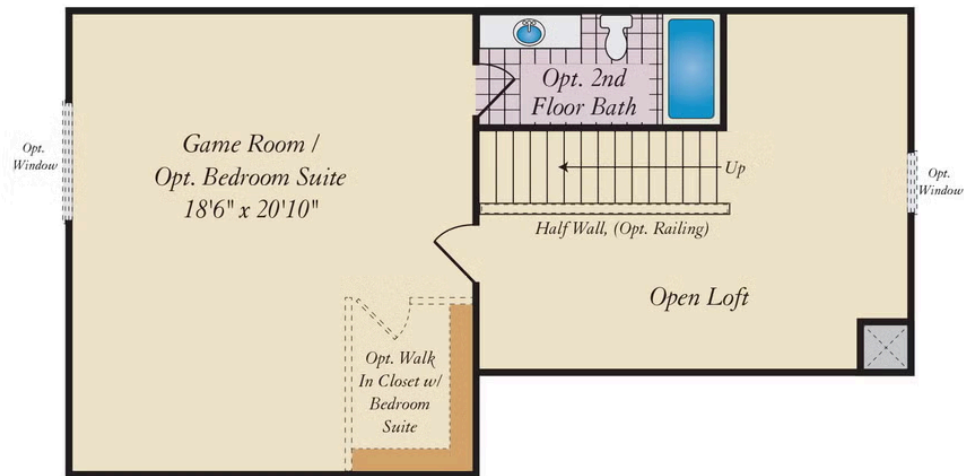 Opt. 2nd
Floor Bath
Opt.
Window
Game Room /
Opt. Bedroom Suite
18'6" x 20'10"
Up
Opt.
Window
Half Wall, (Opt. Railing)
Open Loft
Opt. Walk
In Closet w/
Bedroom
Suite